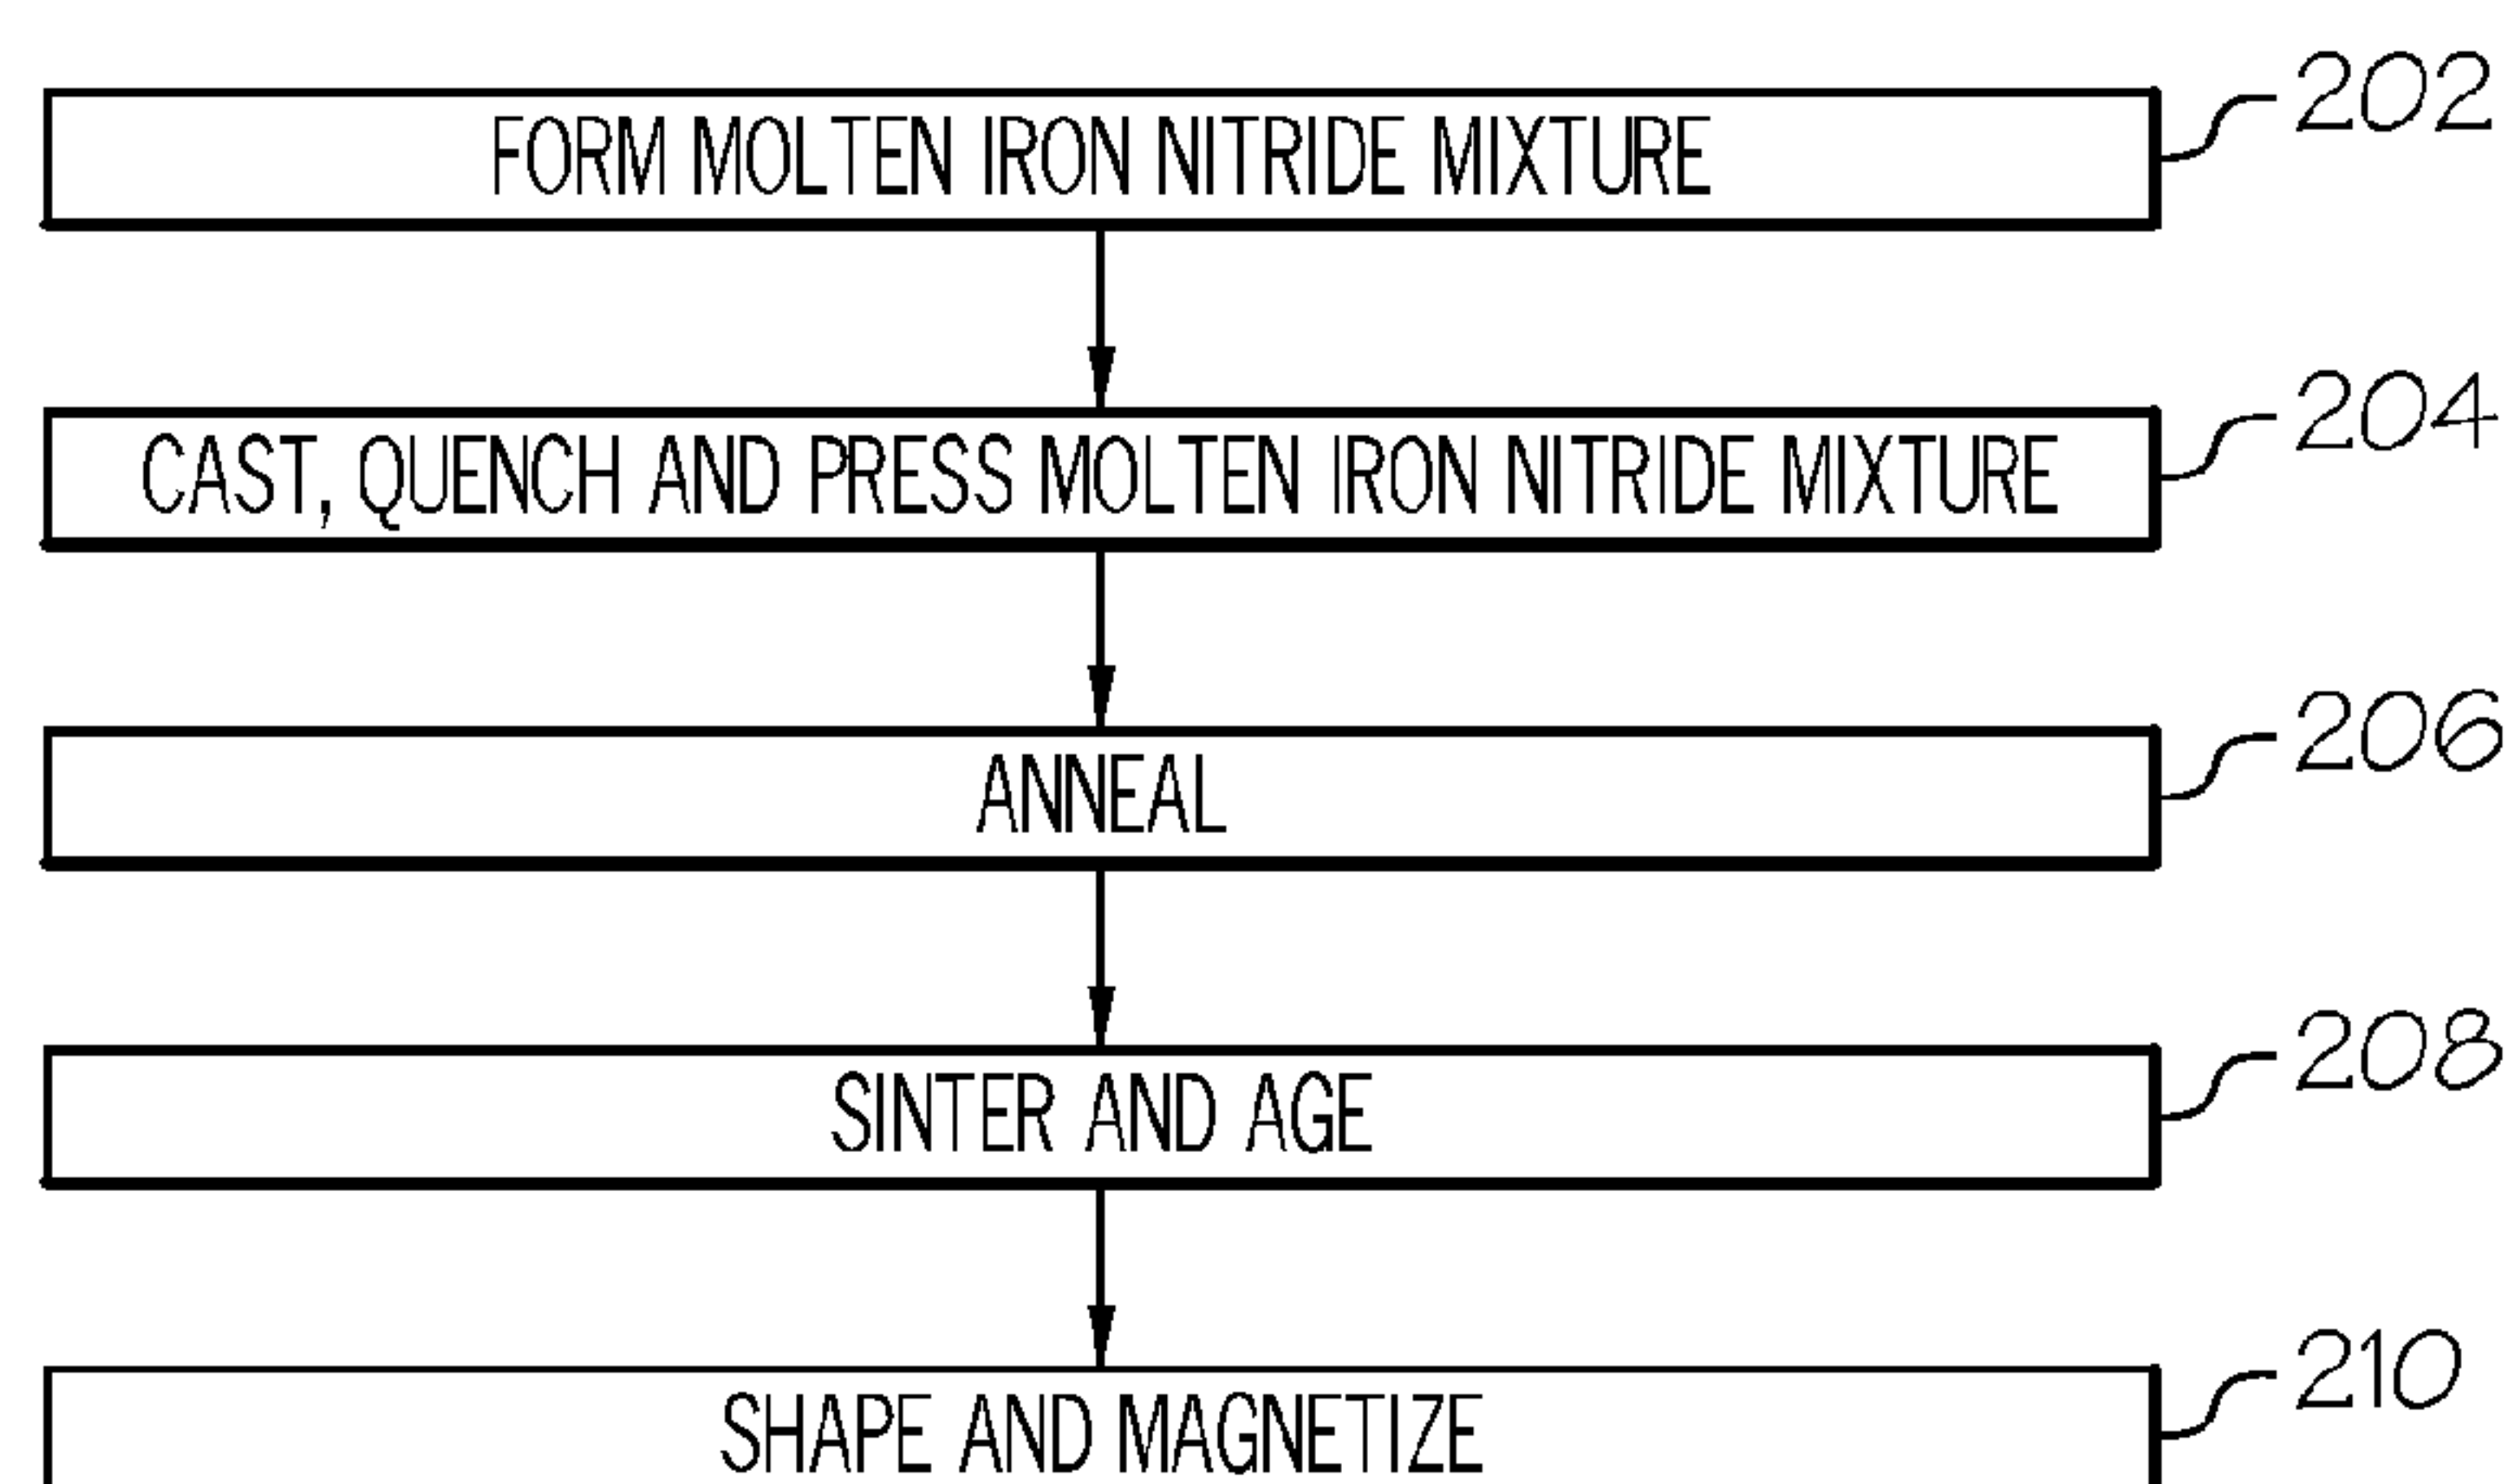 FORM MOLTEN IRON NITRIDE MIXTURE
202
CAST, QUENCH AND PRESS MOLTEN IRON NITRIDE MIXTURE
204
ANNEAL
206
SINTER AND AGE
208
SHAPE AND MAGNETIZE
210